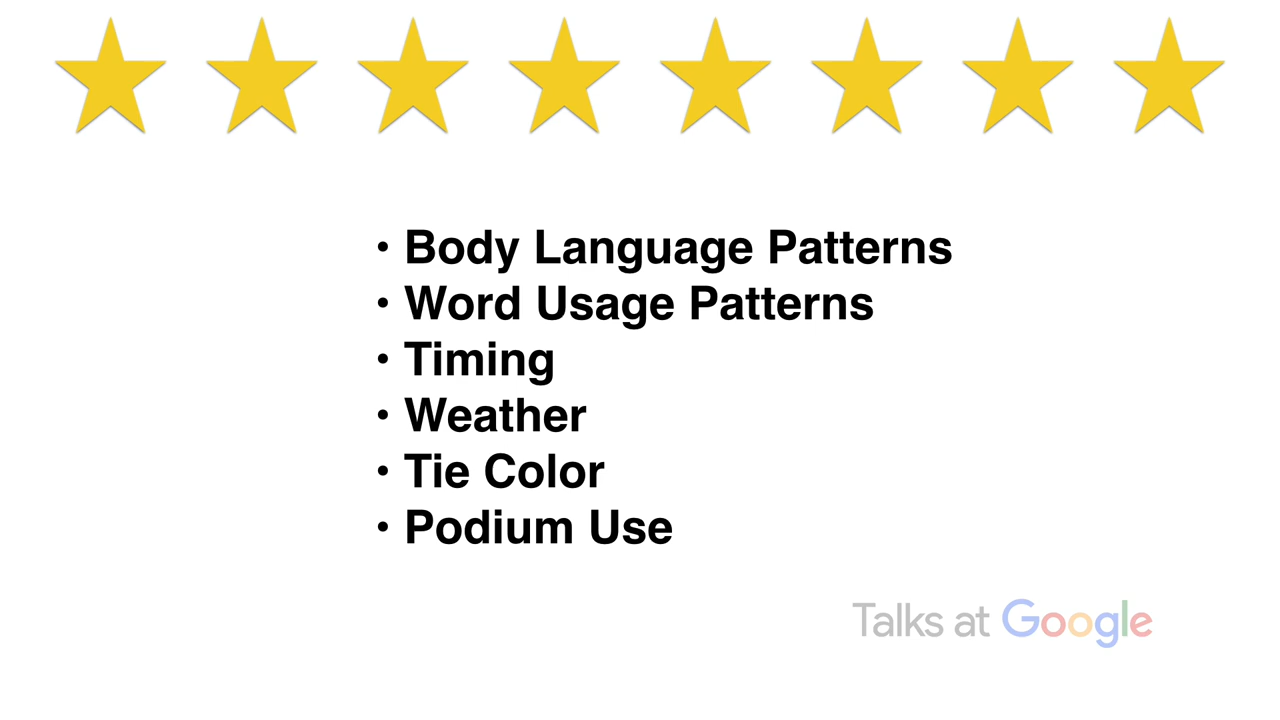 • Body Language Patterns
• Word Usage Patterns
• Timing
• Weather
• Tie Color
• Podium Use
Talks at Google